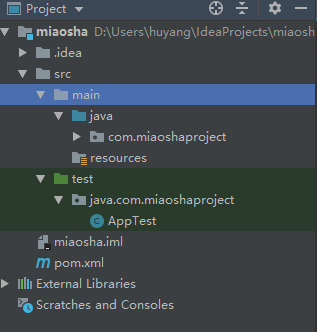 Project
miaosha D:\Users\huyang\IdeaProjects\miaosh
.idea
src
main
java
com.miaoshaproject
resources
test
java.com.miaoshaproject
AppTest
miaosha.iml
pom.xml
External Libraries
Scratches and Consoles